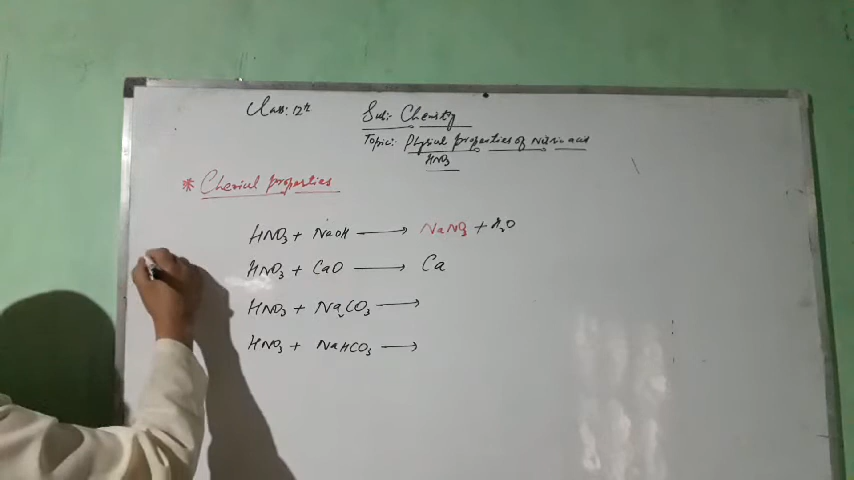 Class: 12th
Sub:- Chemistry
Topic: Physical properties of Nitric acid
HNO3
* Chemical properties
HNO3 + NaOH ⟶ NaNO3 + H2O
HNO3 + CaO ⟶ Ca
HNO3 + Na2CO3 ⟶
HNO3 + NaHCO3 ⟶